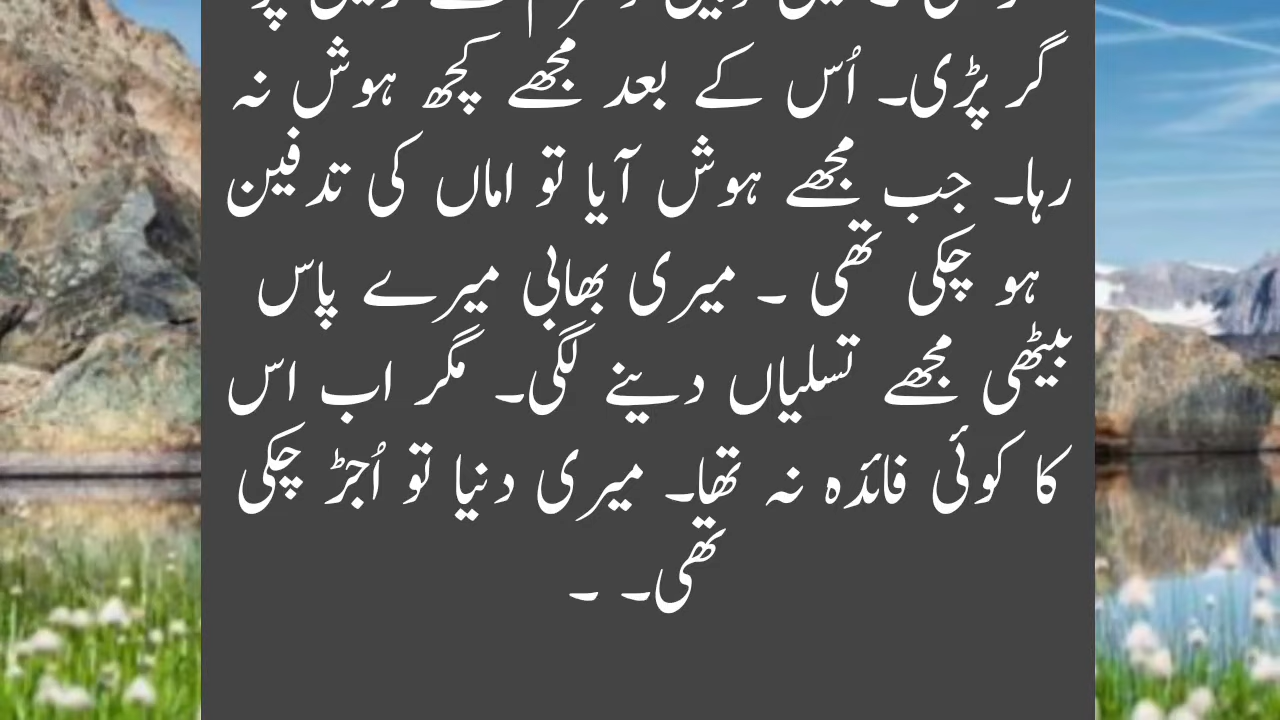 گر پڑی۔ اُس کے بعد مجھے کچھ ہوش نہ
رہا۔ جب مجھے ہوش آیا تو اماں کی تدفین
ہو چکی تھی ۔ میری بھابی میرے پاس
بیٹھی مجھے تسلیاں دینے لگی۔ مگر اب اس
کا کوئی فائدہ نہ تھا۔ میری دنیا تو اُجڑ چکی
تھی۔ ۔